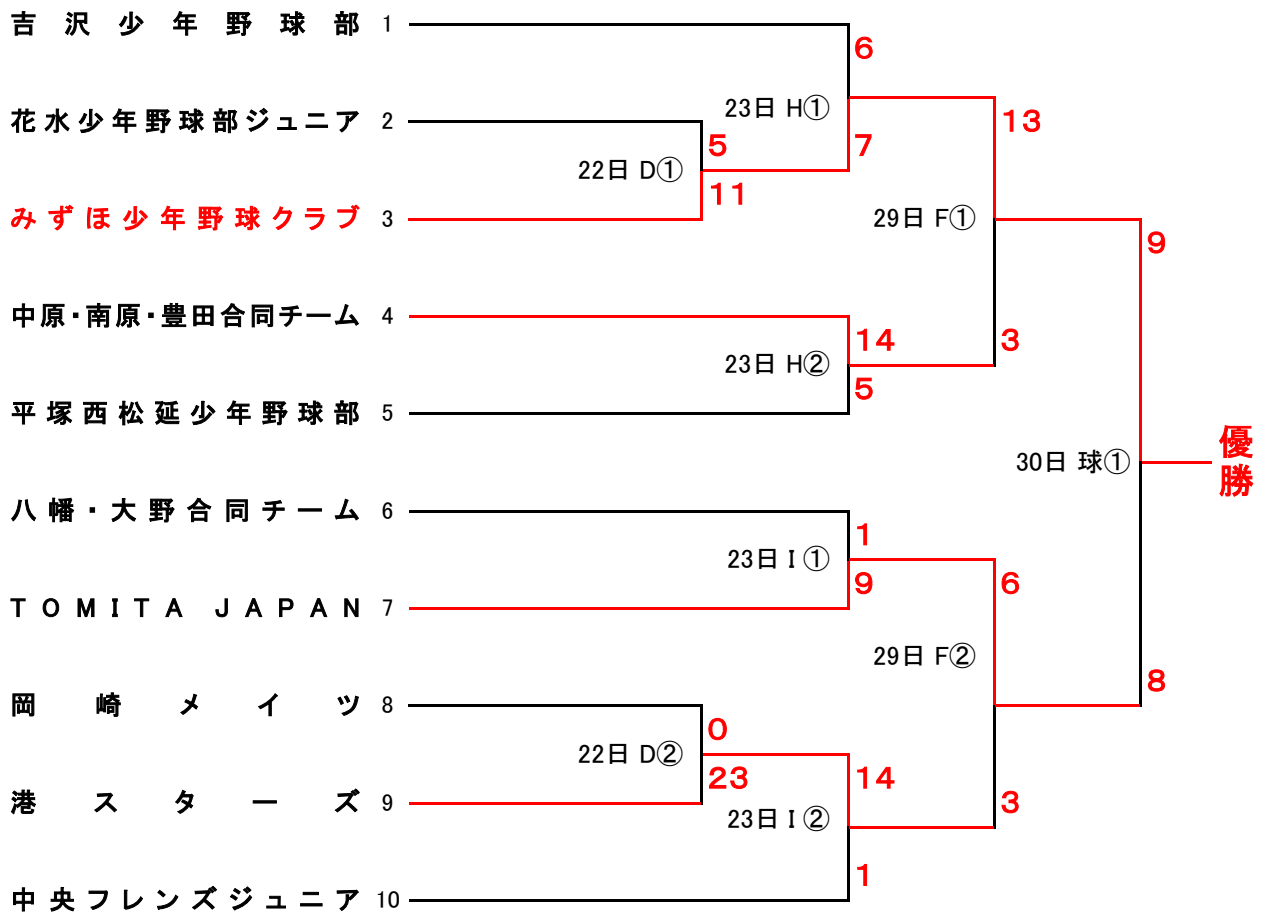 吉沢少年野球部 1
6
23日 H①
13
花水少年野球部ジュニア 2
5
7
22日 D①
11
みずほ少年野球クラブ 3
29日 F①
9
中原・南原・豊田合同チーム 4
14
3
23日 H②
5
平塚西松延少年野球部 5
優勝
30日 球①
八幡・大野合同チーム 6
1
23日 I①
9
6
TOMITA JAPAN 7
29日 F②
8
岡崎メイツ 8
0
22日 D②
23
14
港スターズ 9
3
23日 I②
1
中央フレンズジュニア 10